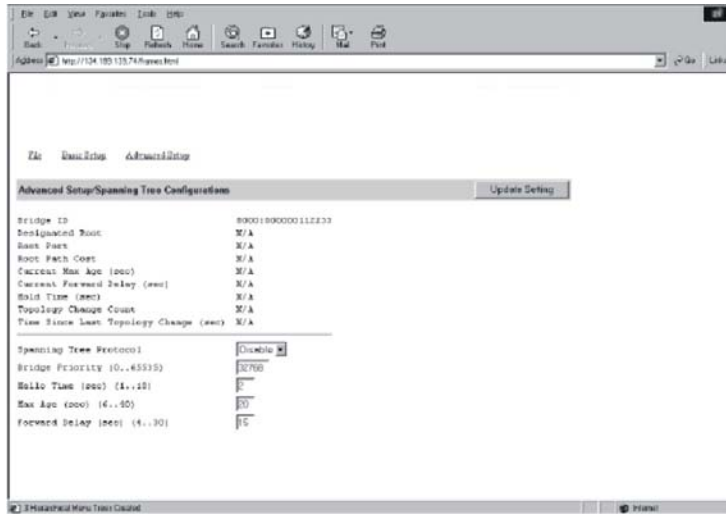 File Edit View Favorites Tools Help
Back Stop Refresh Home Search Favorites History Mail Print
Address Go Links
File Basic Setup Advanced Setup
Advanced Setup/Spanning Tree Configurations Update Setting
Bridge ID
Designated Root N/A
Root Port N/A
Root Path Cost N/A
Current Max Age (sec) N/A
Current Forward Delay (sec) N/A
Hold Time (sec) N/A
Topology Change Count N/A
Time Since Last Topology Change (sec) N/A
Spanning Tree Protocol Disable
Bridge Priority (0..65535) 32768
Hello Time (sec) (1..10) 2
Max Age (sec) (6..40) 20
Forward Delay (sec) (4..30) 15
Internet